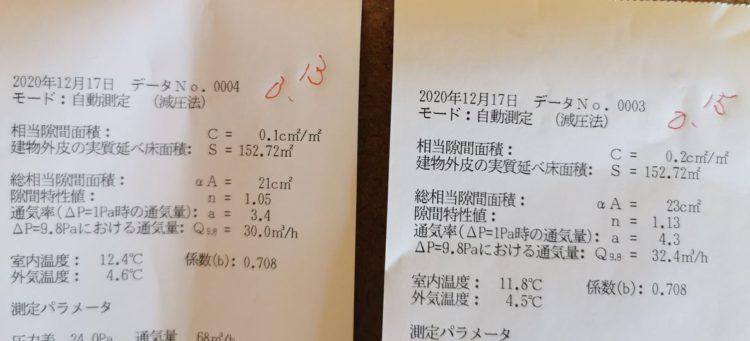 2020年12月17日 データNo. 0004
0.13
モード：自動測定 （減圧法）
相当隙間面積： C = 0.1cm²/m²
建物外皮の実質延べ床面積： S = 152.72m²
総相当隙間面積： αA = 21cm²
隙間特性値： n = 1.05
通気率(ΔP=1Pa時の通気量)： a = 3.4
ΔP=9.8Paにおける通気量： Q9.8 = 30.0m³/h
室内温度： 12.4℃ 係数(b)： 0.708
外気温度： 4.6℃
測定パラメータ
圧力差 24.0Pa 通気量 68m³/h
2020年12月17日 データNo. 0003
0.15
モード：自動測定 （減圧法）
相当隙間面積： C = 0.2cm²/m²
建物外皮の実質延べ床面積： S = 152.72m²
総相当隙間面積： αA = 23cm²
隙間特性値： n = 1.13
通気率(ΔP=1Pa時の通気量)： a = 4.3
ΔP=9.8Paにおける通気量： Q9.8 = 32.4m³/h
室内温度： 11.8℃ 係数(b)： 0.708
外気温度： 4.5℃
測定パラメータ